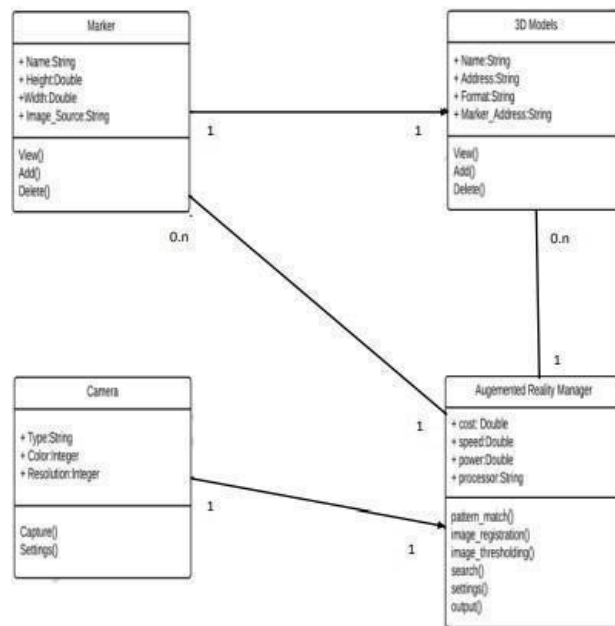 Marker
+ Name:String
+ Height:Double
+Width:Double
+ Image_Source:String
View()
Add()
Delete()
3D Models
+ Name:String
+ Address:String
+ Format:String
+ Marker_Address:String
View()
Add()
Delete()
1
1
0.n
0.n
1
1
Camera
+ Type:String
+ Color:Integer
+ Resolution:Integer
Capture()
Settings()
1
1
Augemented Reality Manager
+ cost: Double
+ speed:Double
+ power:Double
+ processor:String
pattern_match()
image_registration()
image_thresholding()
search()
settings()
output()